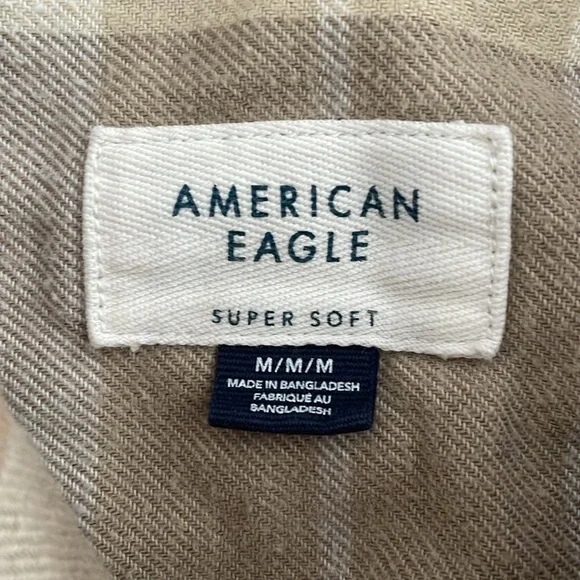 AMERICAN
EAGLE
SUPER SOFT
M/M/M
MADE IN BANGLADESH
FABRIQUÉ AU
BANGLADESH